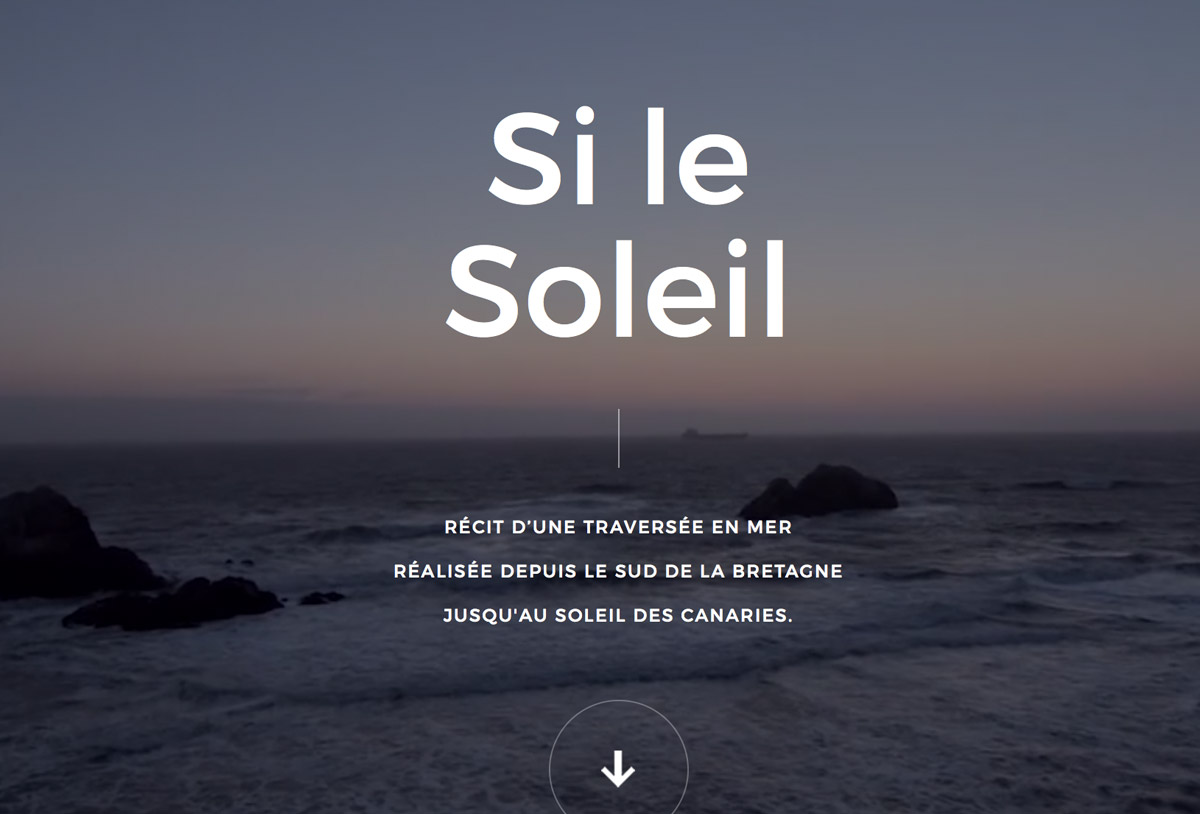 Si le
Soleil
RÉCIT D’UNE TRAVERSÉE EN MER
RÉALISÉE DEPUIS LE SUD DE LA BRETAGNE
JUSQU'AU SOLEIL DES CANARIES.